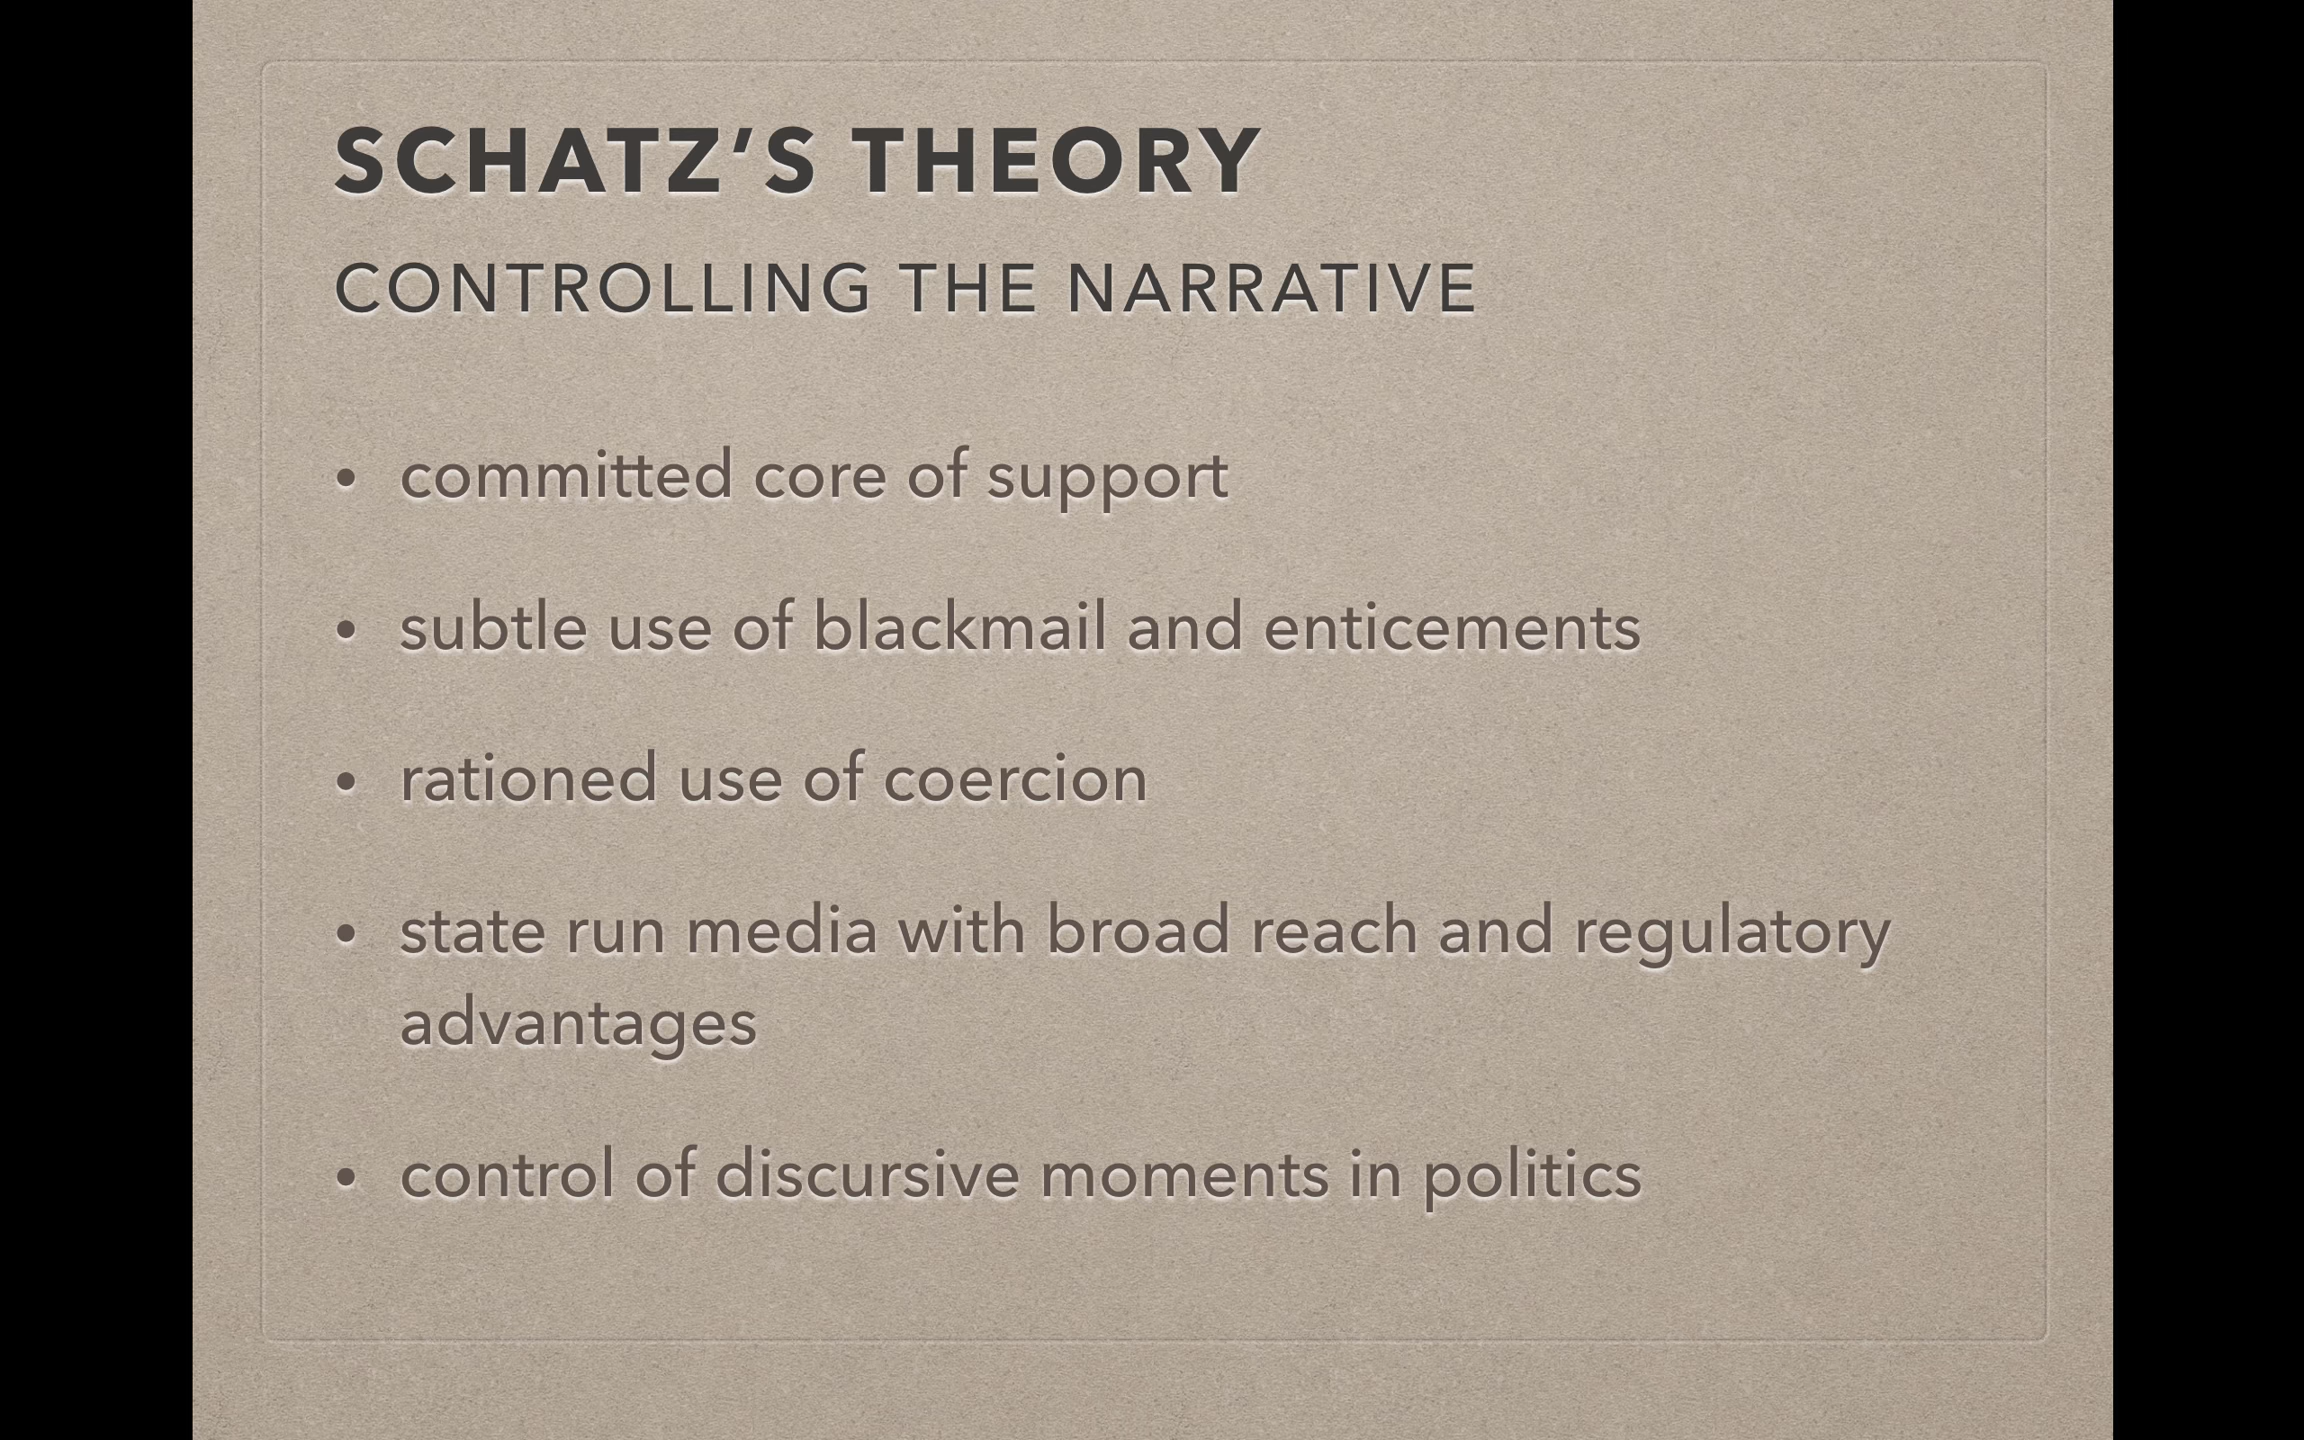 SCHATZ’S THEORY
CONTROLLING THE NARRATIVE
• committed core of support
• subtle use of blackmail and enticements
• rationed use of coercion
• state run media with broad reach and regulatory
advantages
• control of discursive moments in politics